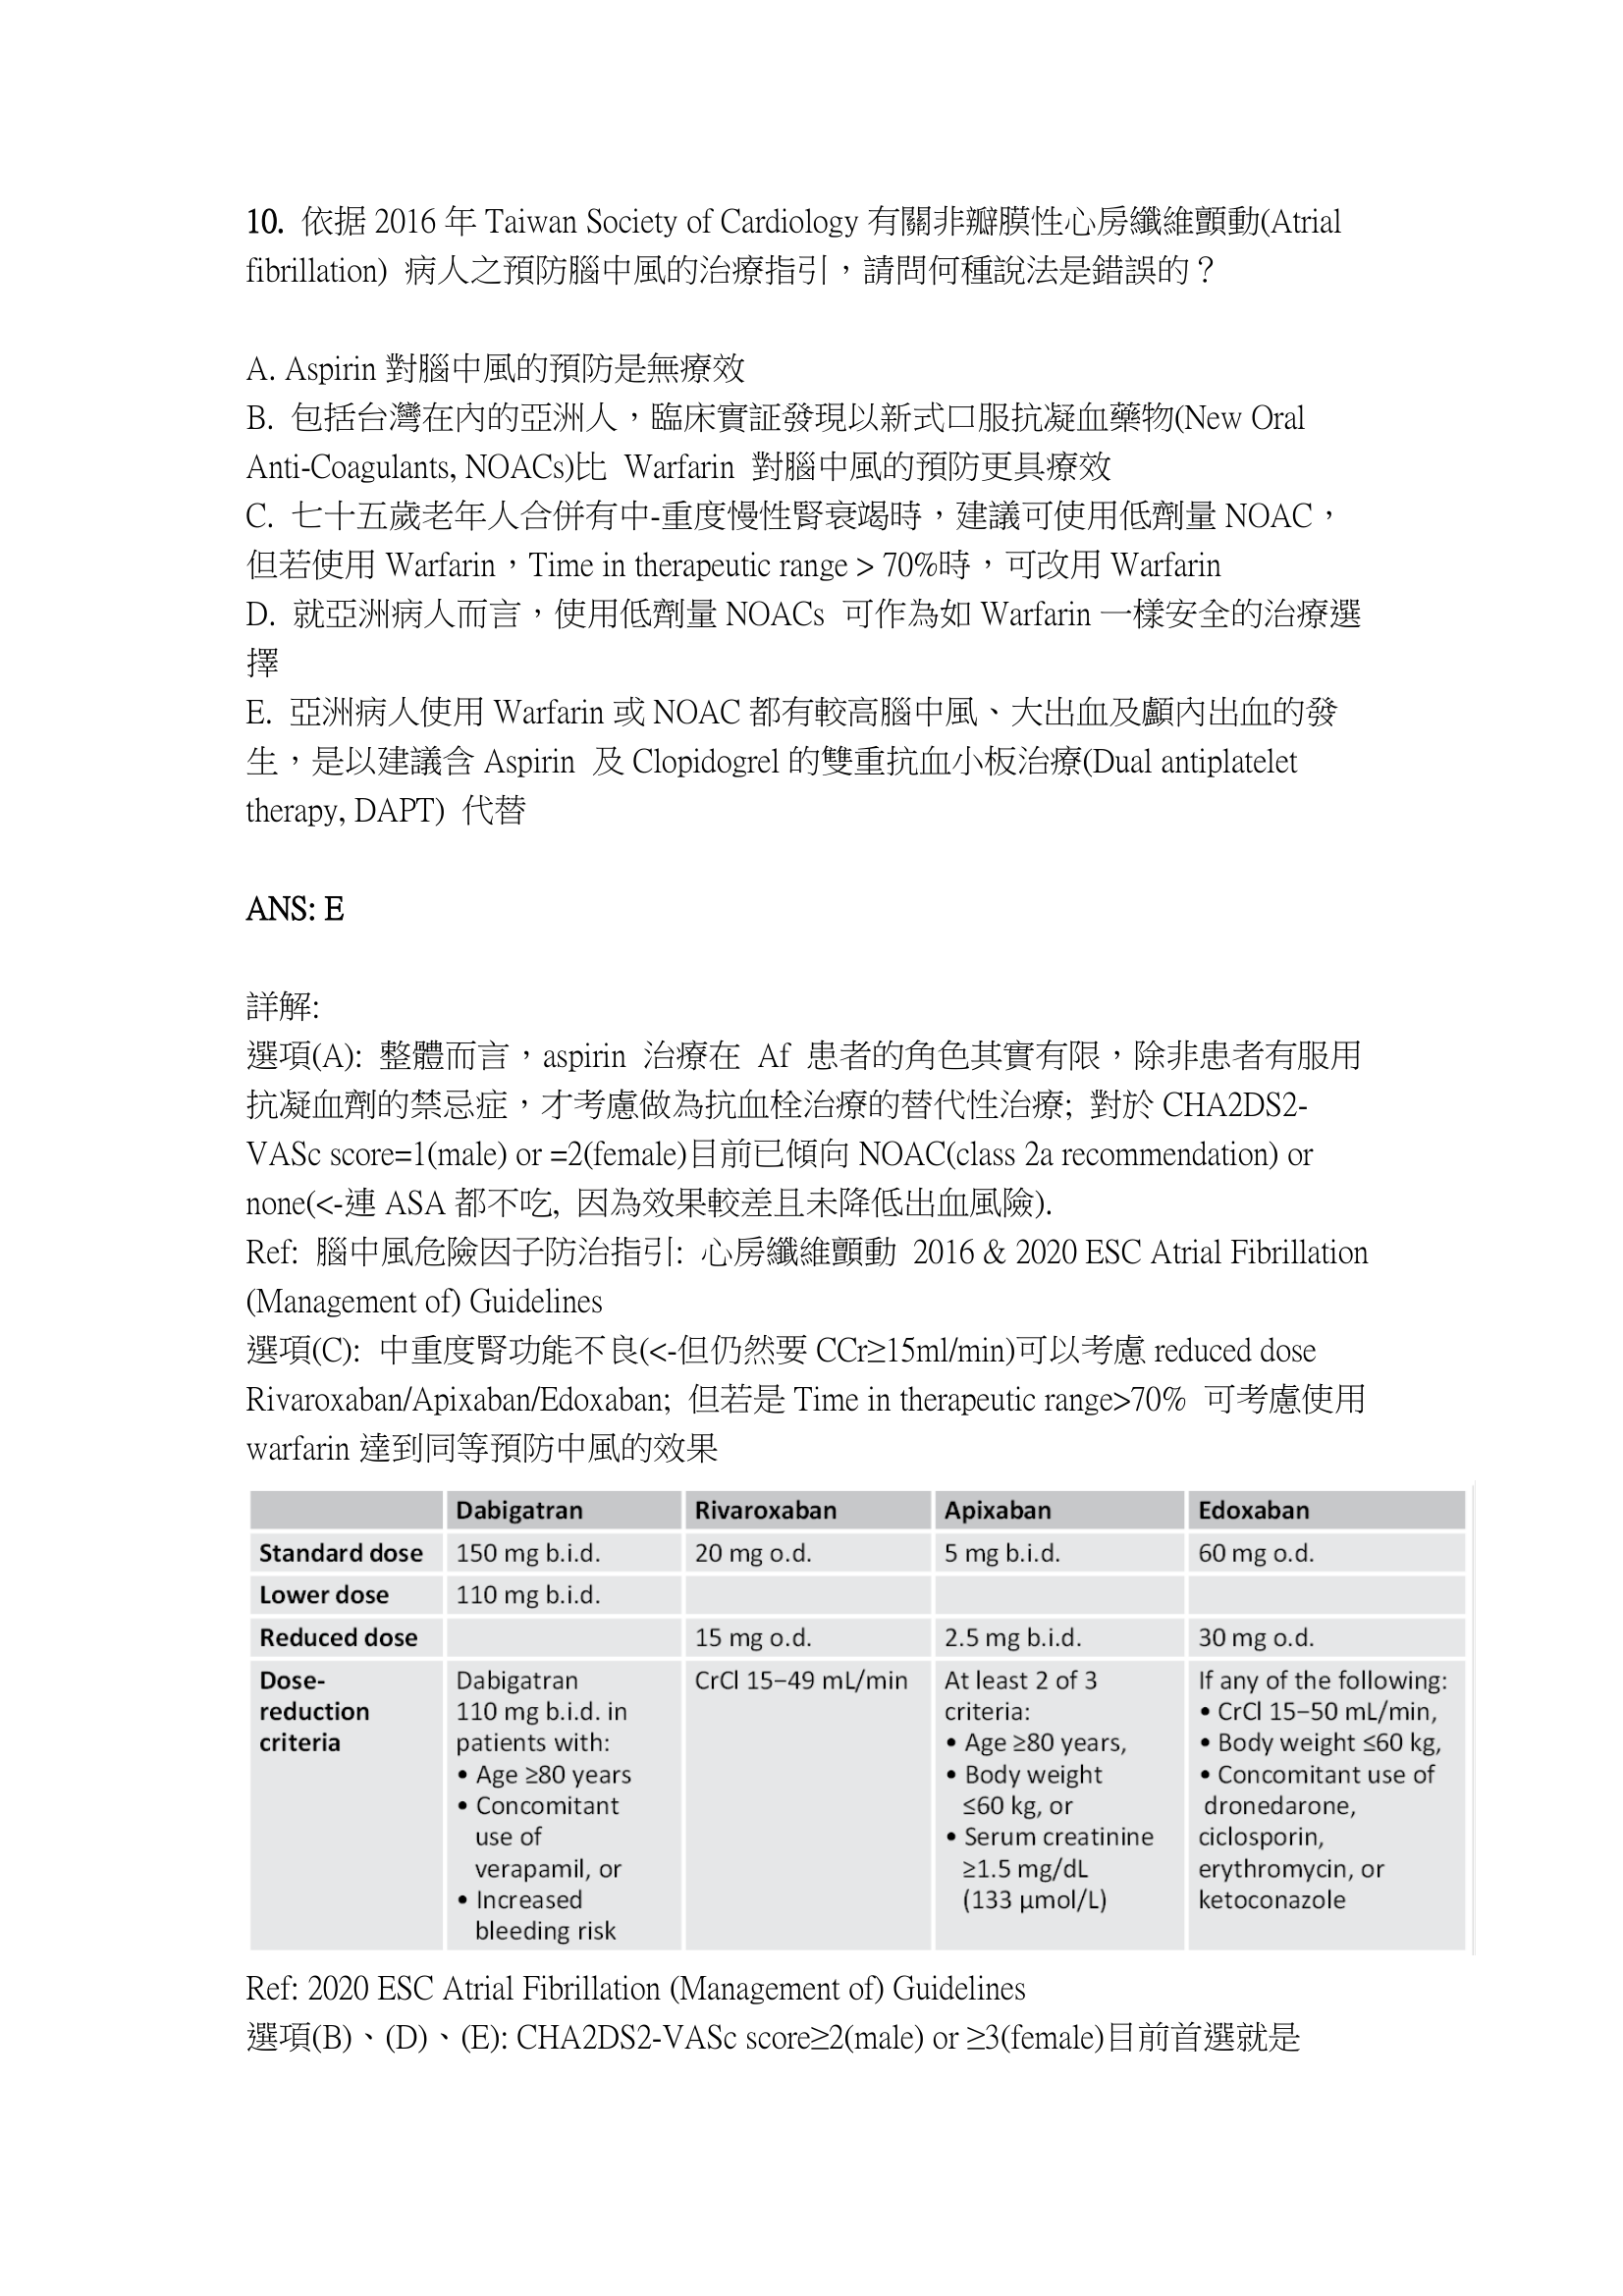 10. 依据 2016 年 Taiwan Society of Cardiology 有關非瓣膜性心房纖維顫動(Atrial
fibrillation) 病人之預防腦中風的治療指引，請問何種說法是錯誤的？
A. Aspirin 對腦中風的預防是無療效
B. 包括台灣在內的亞洲人，臨床實証發現以新式口服抗凝血藥物(New Oral
Anti-Coagulants, NOACs)比 Warfarin 對腦中風的預防更具療效
C. 七十五歲老年人合併有中-重度慢性腎衰竭時，建議可使用低劑量 NOAC，
但若使用 Warfarin，Time in therapeutic range > 70%時，可改用 Warfarin
D. 就亞洲病人而言，使用低劑量 NOACs 可作為如 Warfarin 一樣安全的治療選
擇
E. 亞洲病人使用 Warfarin 或 NOAC 都有較高腦中風、大出血及顱內出血的發
生，是以建議含 Aspirin 及 Clopidogrel 的雙重抗血小板治療(Dual antiplatelet
therapy, DAPT) 代替
ANS: E
詳解:
選項(A): 整體而言，aspirin 治療在 Af 患者的角色其實有限，除非患者有服用
抗凝血劑的禁忌症，才考慮做為抗血栓治療的替代性治療; 對於 CHA2DS2-
VASc score=1(male) or =2(female)目前已傾向 NOAC(class 2a recommendation) or
none(<-連 ASA 都不吃, 因為效果較差且未降低出血風險).
Ref: 腦中風危險因子防治指引: 心房纖維顫動 2016 & 2020 ESC Atrial Fibrillation
(Management of) Guidelines
選項(C): 中重度腎功能不良(<-但仍然要 CCr≥15ml/min)可以考慮 reduced dose
Rivaroxaban/Apixaban/Edoxaban; 但若是 Time in therapeutic range>70% 可考慮使用
warfarin 達到同等預防中風的效果
Dabigatran Rivaroxaban Apixaban Edoxaban
Standard dose 150 mg b.i.d. 20 mg o.d. 5 mg b.i.d. 60 mg o.d.
Lower dose 110 mg b.i.d.
Reduced dose 15 mg o.d. 2.5 mg b.i.d. 30 mg o.d.
Dose- Dabigatran CrCl 15–49 mL/min At least 2 of 3 If any of the following:
reduction 110 mg b.i.d. in criteria: • CrCl 15–50 mL/min,
criteria patients with: • Age ≥80 years, • Body weight ≤60 kg,
• Age ≥80 years • Body weight • Concomitant use of
• Concomitant ≤60 kg, or dronedarone,
use of • Serum creatinine ciclosporin,
verapamil, or ≥1.5 mg/dL erythromycin, or
• Increased (133 µmol/L) ketoconazole
bleeding risk
Ref: 2020 ESC Atrial Fibrillation (Management of) Guidelines
選項(B)、(D)、(E): CHA2DS2-VASc score≥2(male) or ≥3(female)目前首選就是